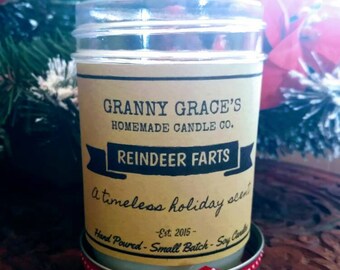 GRANNY GRACE'S
HOMEMADE CANDLE CO.
REINDEER FARTS
A timeless holiday scent
-Est. 2015-
Hand Poured - Small Batch - Soy Candle